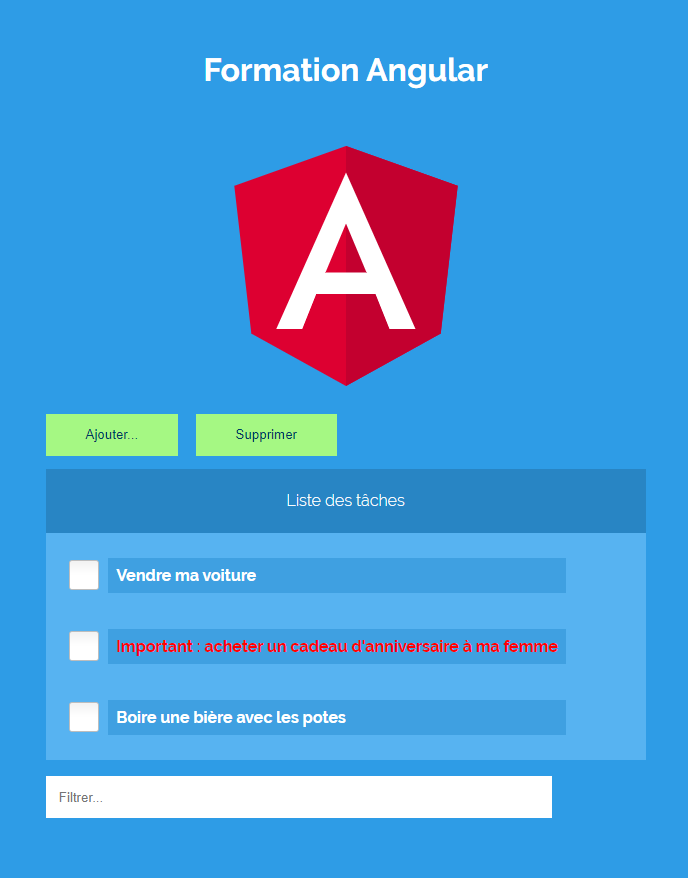 Formation Angular
A
Ajouter...
Supprimer
Liste des tâches
Vendre ma voiture
Important : acheter un cadeau d'anniversaire à ma femme
Boire une bière avec les potes
Filtrer...